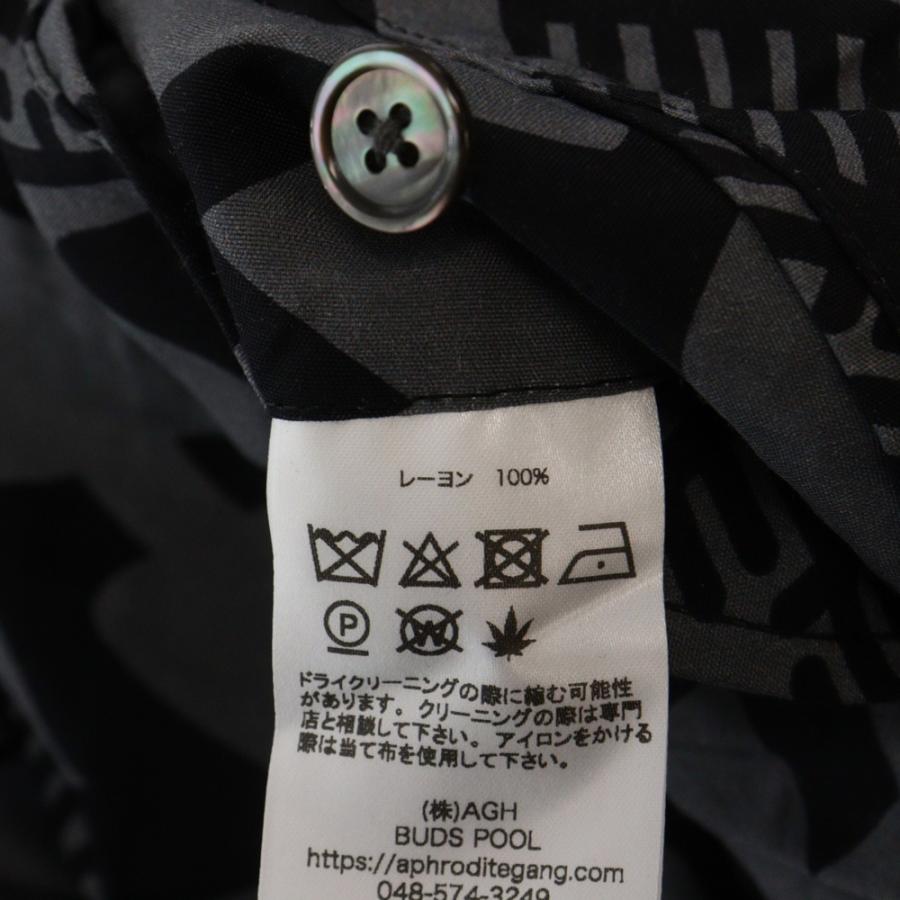 レーヨン 100%
P
W
ドライクリーニングの際に縮む可能性
があります。クリーニングの際は専門
店と相談して下さい。アイロンをかける
際は当て布を使用して下さい。
(株)AGH
BUDS POOL
https://aphroditegang.com
048-574-3249